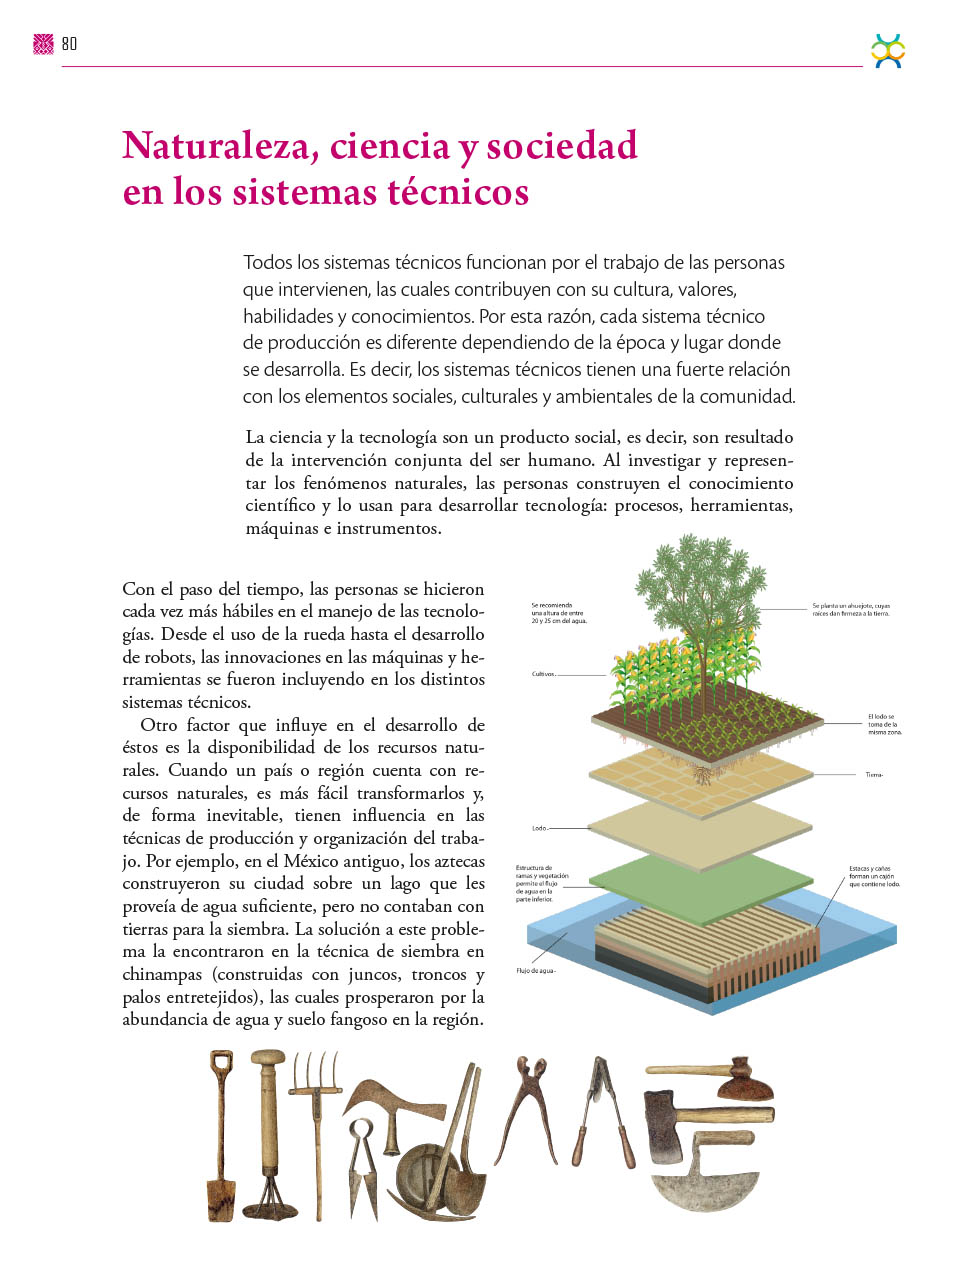 80
Naturaleza, ciencia y sociedad
en los sistemas técnicos
Todos los sistemas técnicos funcionan por el trabajo de las personas
que intervienen, las cuales contribuyen con su cultura, valores,
habilidades y conocimientos. Por esta razón, cada sistema técnico
de producción es diferente dependiendo de la época y lugar donde
se desarrolla. Es decir, los sistemas técnicos tienen una fuerte relación
con los elementos sociales, culturales y ambientales de la comunidad.
La ciencia y la tecnología son un producto social, es decir, son resultado
de la intervención conjunta del ser humano. Al investigar y represen-
tar los fenómenos naturales, las personas construyen el conocimiento
científico y lo usan para desarrollar tecnología: procesos, herramientas,
máquinas e instrumentos.
Con el paso del tiempo, las personas se hicieron
cada vez más hábiles en el manejo de las tecnolo-
gías. Desde el uso de la rueda hasta el desarrollo
de robots, las innovaciones en las máquinas y he-
rramientas se fueron incluyendo en los distintos
sistemas técnicos.
Otro factor que influye en el desarrollo de
éstos es la disponibilidad de los recursos natu-
rales. Cuando un país o región cuenta con re-
cursos naturales, es más fácil transformarlos y,
de forma inevitable, tienen influencia en las
técnicas de producción y organización del traba-
jo. Por ejemplo, en el México antiguo, los aztecas
construyeron su ciudad sobre un lago que les
proveía de agua suficiente, pero no contaban con
tierras para la siembra. La solución a este proble-
ma la encontraron en la técnica de siembra en
chinampas (construidas con juncos, troncos y
palos entretejidos), las cuales prosperaron por la
abundancia de agua y suelo fangoso en la región.
Se recomienda
una altura de entre
20 y 25 cm del agua.
Se planta un ahuejote, cuyas
raíces dan firmeza a la tierra.
Cultivos.
El lodo se
toma de la
misma zona.
Tierra
Lodo.
Estructura de
ramas y vegetación
permite el flujo
de agua en la
parte inferior.
Estacas y cañas
forman un cajón
que contiene lodo.
Flujo de agua